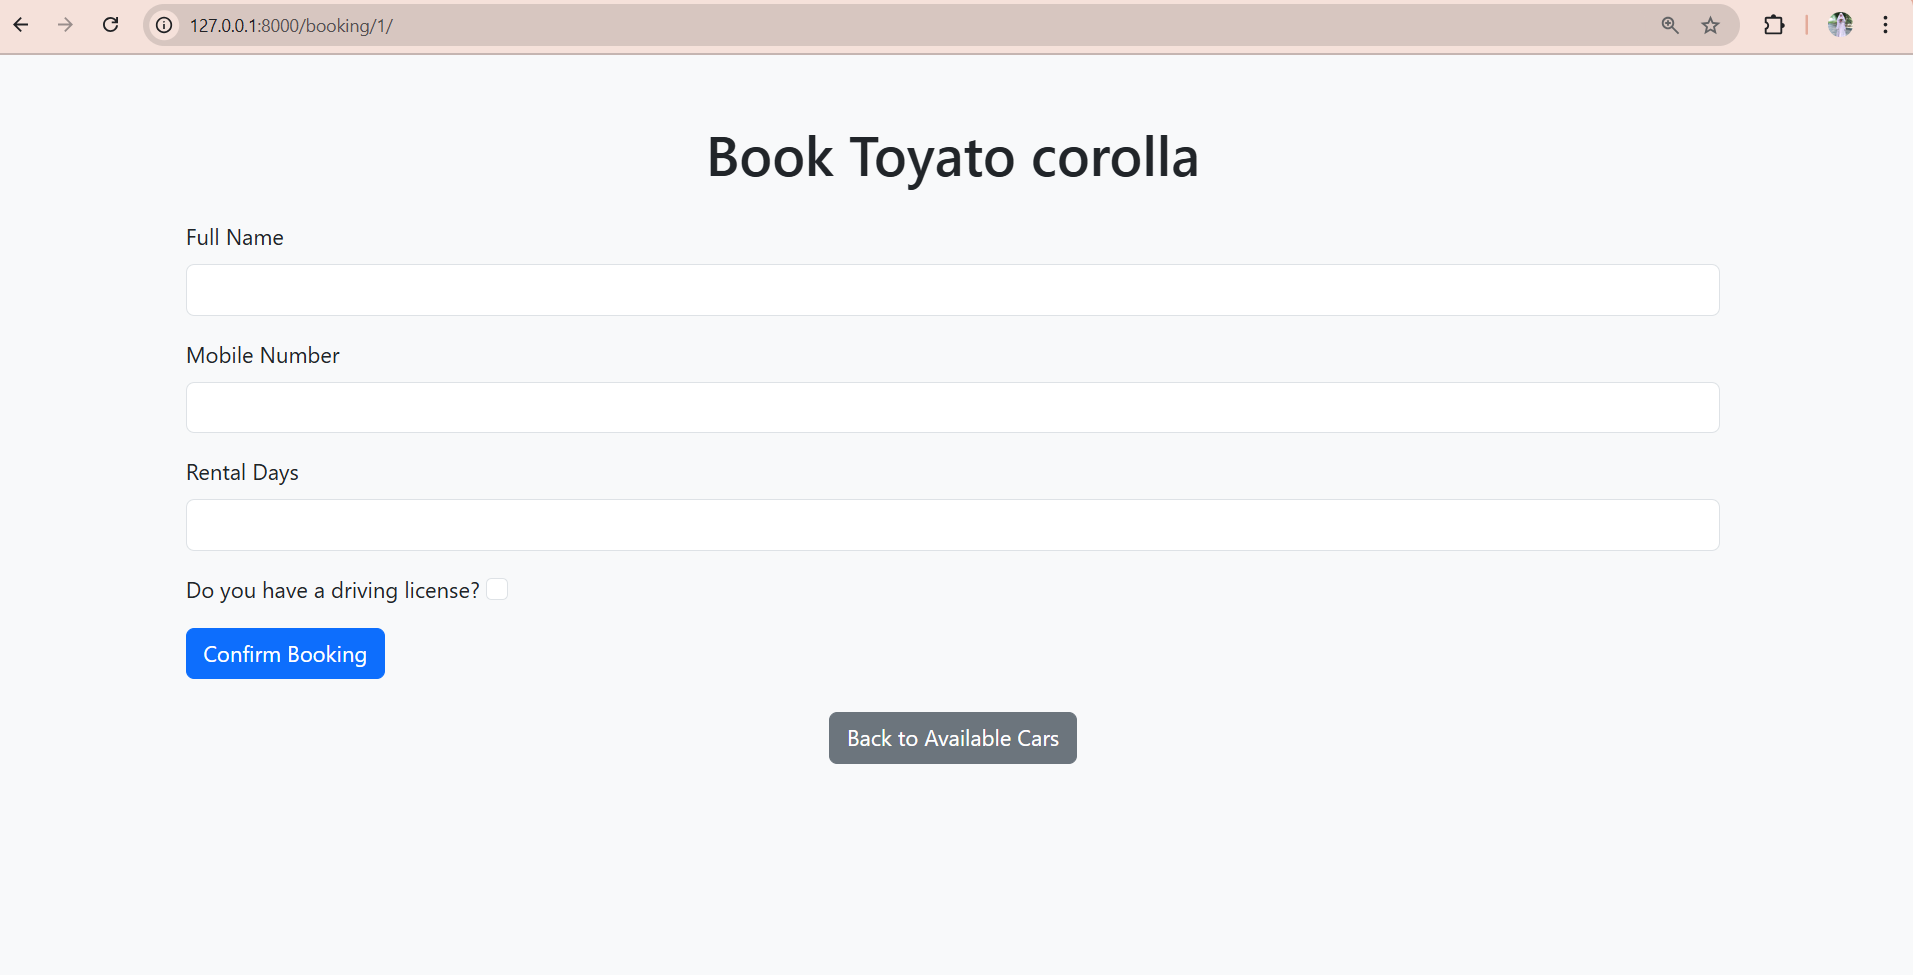 127.0.0.1:8000/booking/1/
Book Toyato corolla
Full Name
Mobile Number
Rental Days
Do you have a driving license?
Confirm Booking
Back to Available Cars